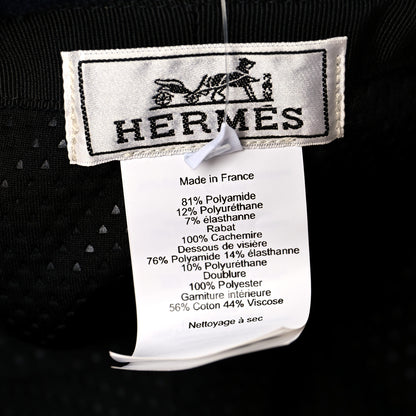 HERMÈS
Made in France
81% Polyamide
12% Polyuréthane
7% élasthanne
Rabat
100% Cachemire
Dessous de visière
76% Polyamide 14% élasthanne
10% Polyuréthane
Doublure
100% Polyester
Garniture intérieure
56% Coton 44% Viscose
Nettoyage à sec